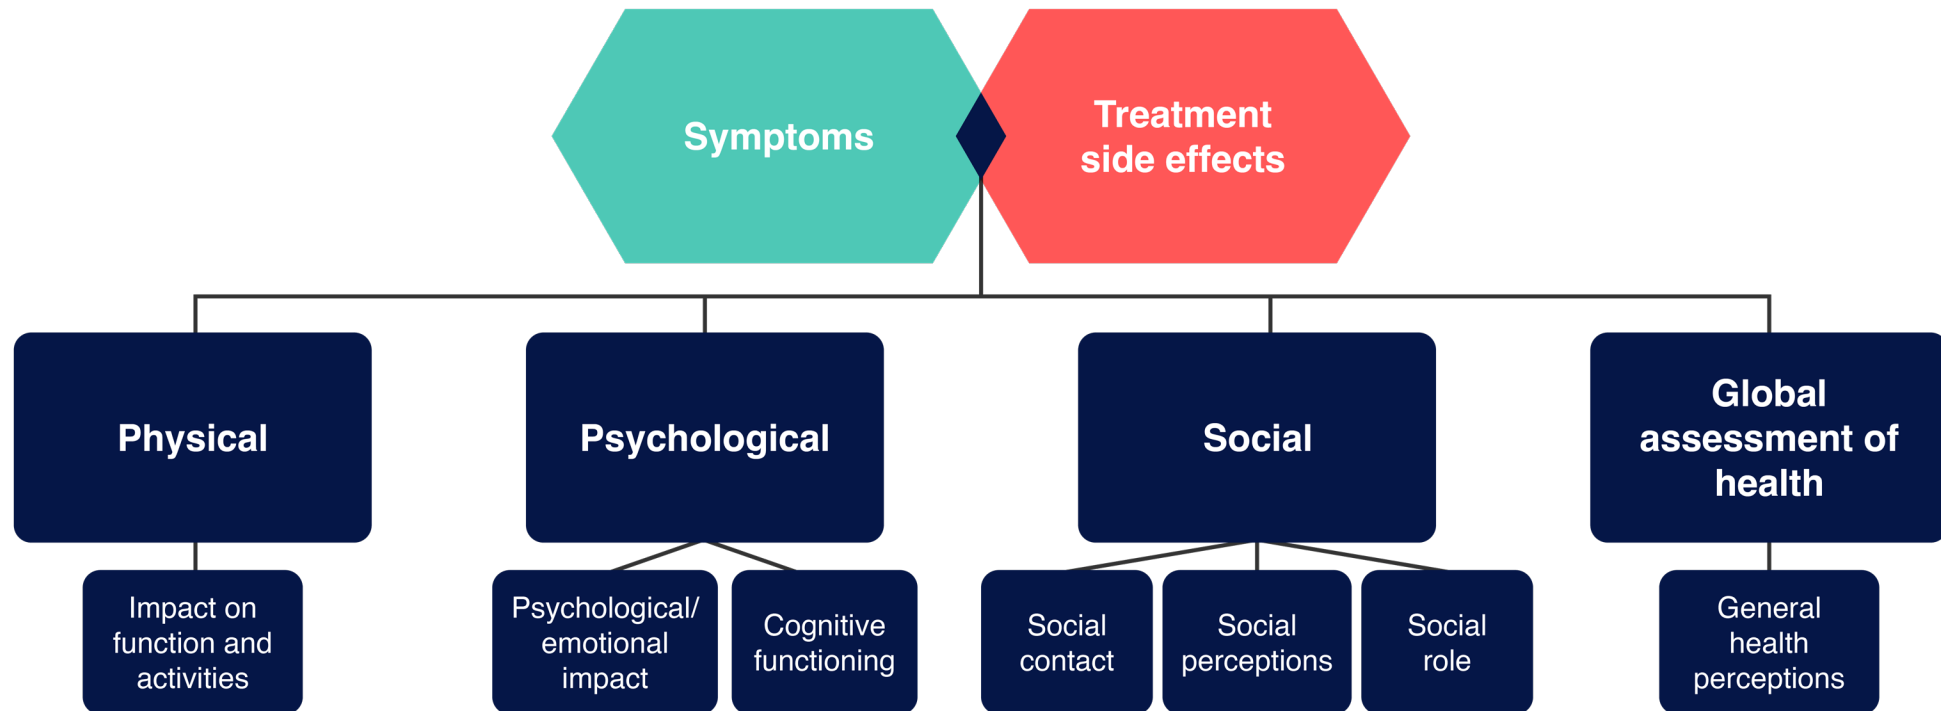 Symptoms
Treatment
side effects
Physical
Psychological
Social
Global
assessment of
health
Impact on
function and
activities
Psychological/
emotional
impact
Cognitive
functioning
Social
contact
Social
perceptions
Social
role
General
health
perceptions